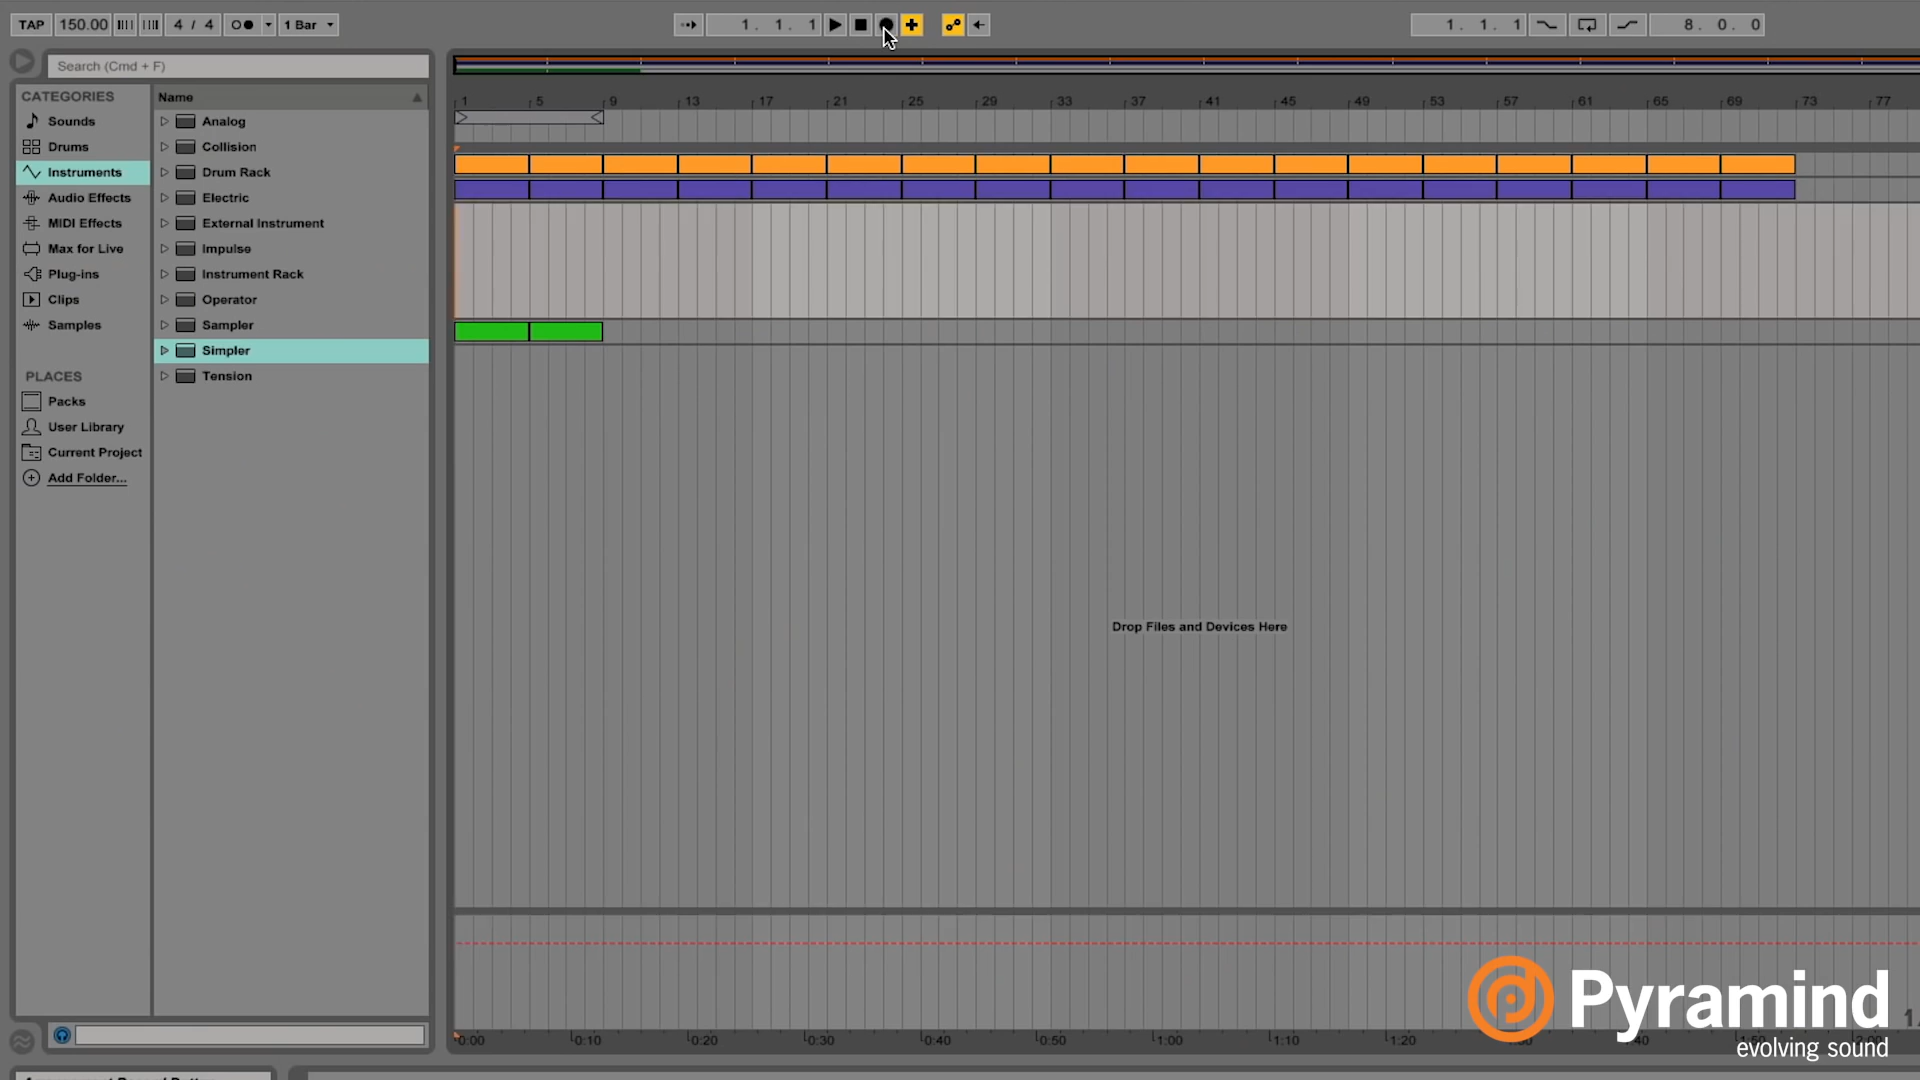 TAP 150.00 4 / 4 1 Bar 1. 1. 1 1. 1. 1 8. 0. 0
Search (Cmd + F)
CATEGORIES
Sounds
Drums
Instruments
Audio Effects
MIDI Effects
Max for Live
Plug-ins
Clips
Samples
PLACES
Packs
User Library
Current Project
Add Folder...
Name
Analog
Collision
Drum Rack
Electric
External Instrument
Impulse
Instrument Rack
Operator
Sampler
Simpler
Tension
1 5 9 13 17 21 25 29 33 37 41 45 49 53 57 61 65 69 73 77
Drop Files and Devices Here
0:00 0:10 0:20 0:30 0:40 0:50 1:00 1:10 1:20
Pyramind
evolving sound